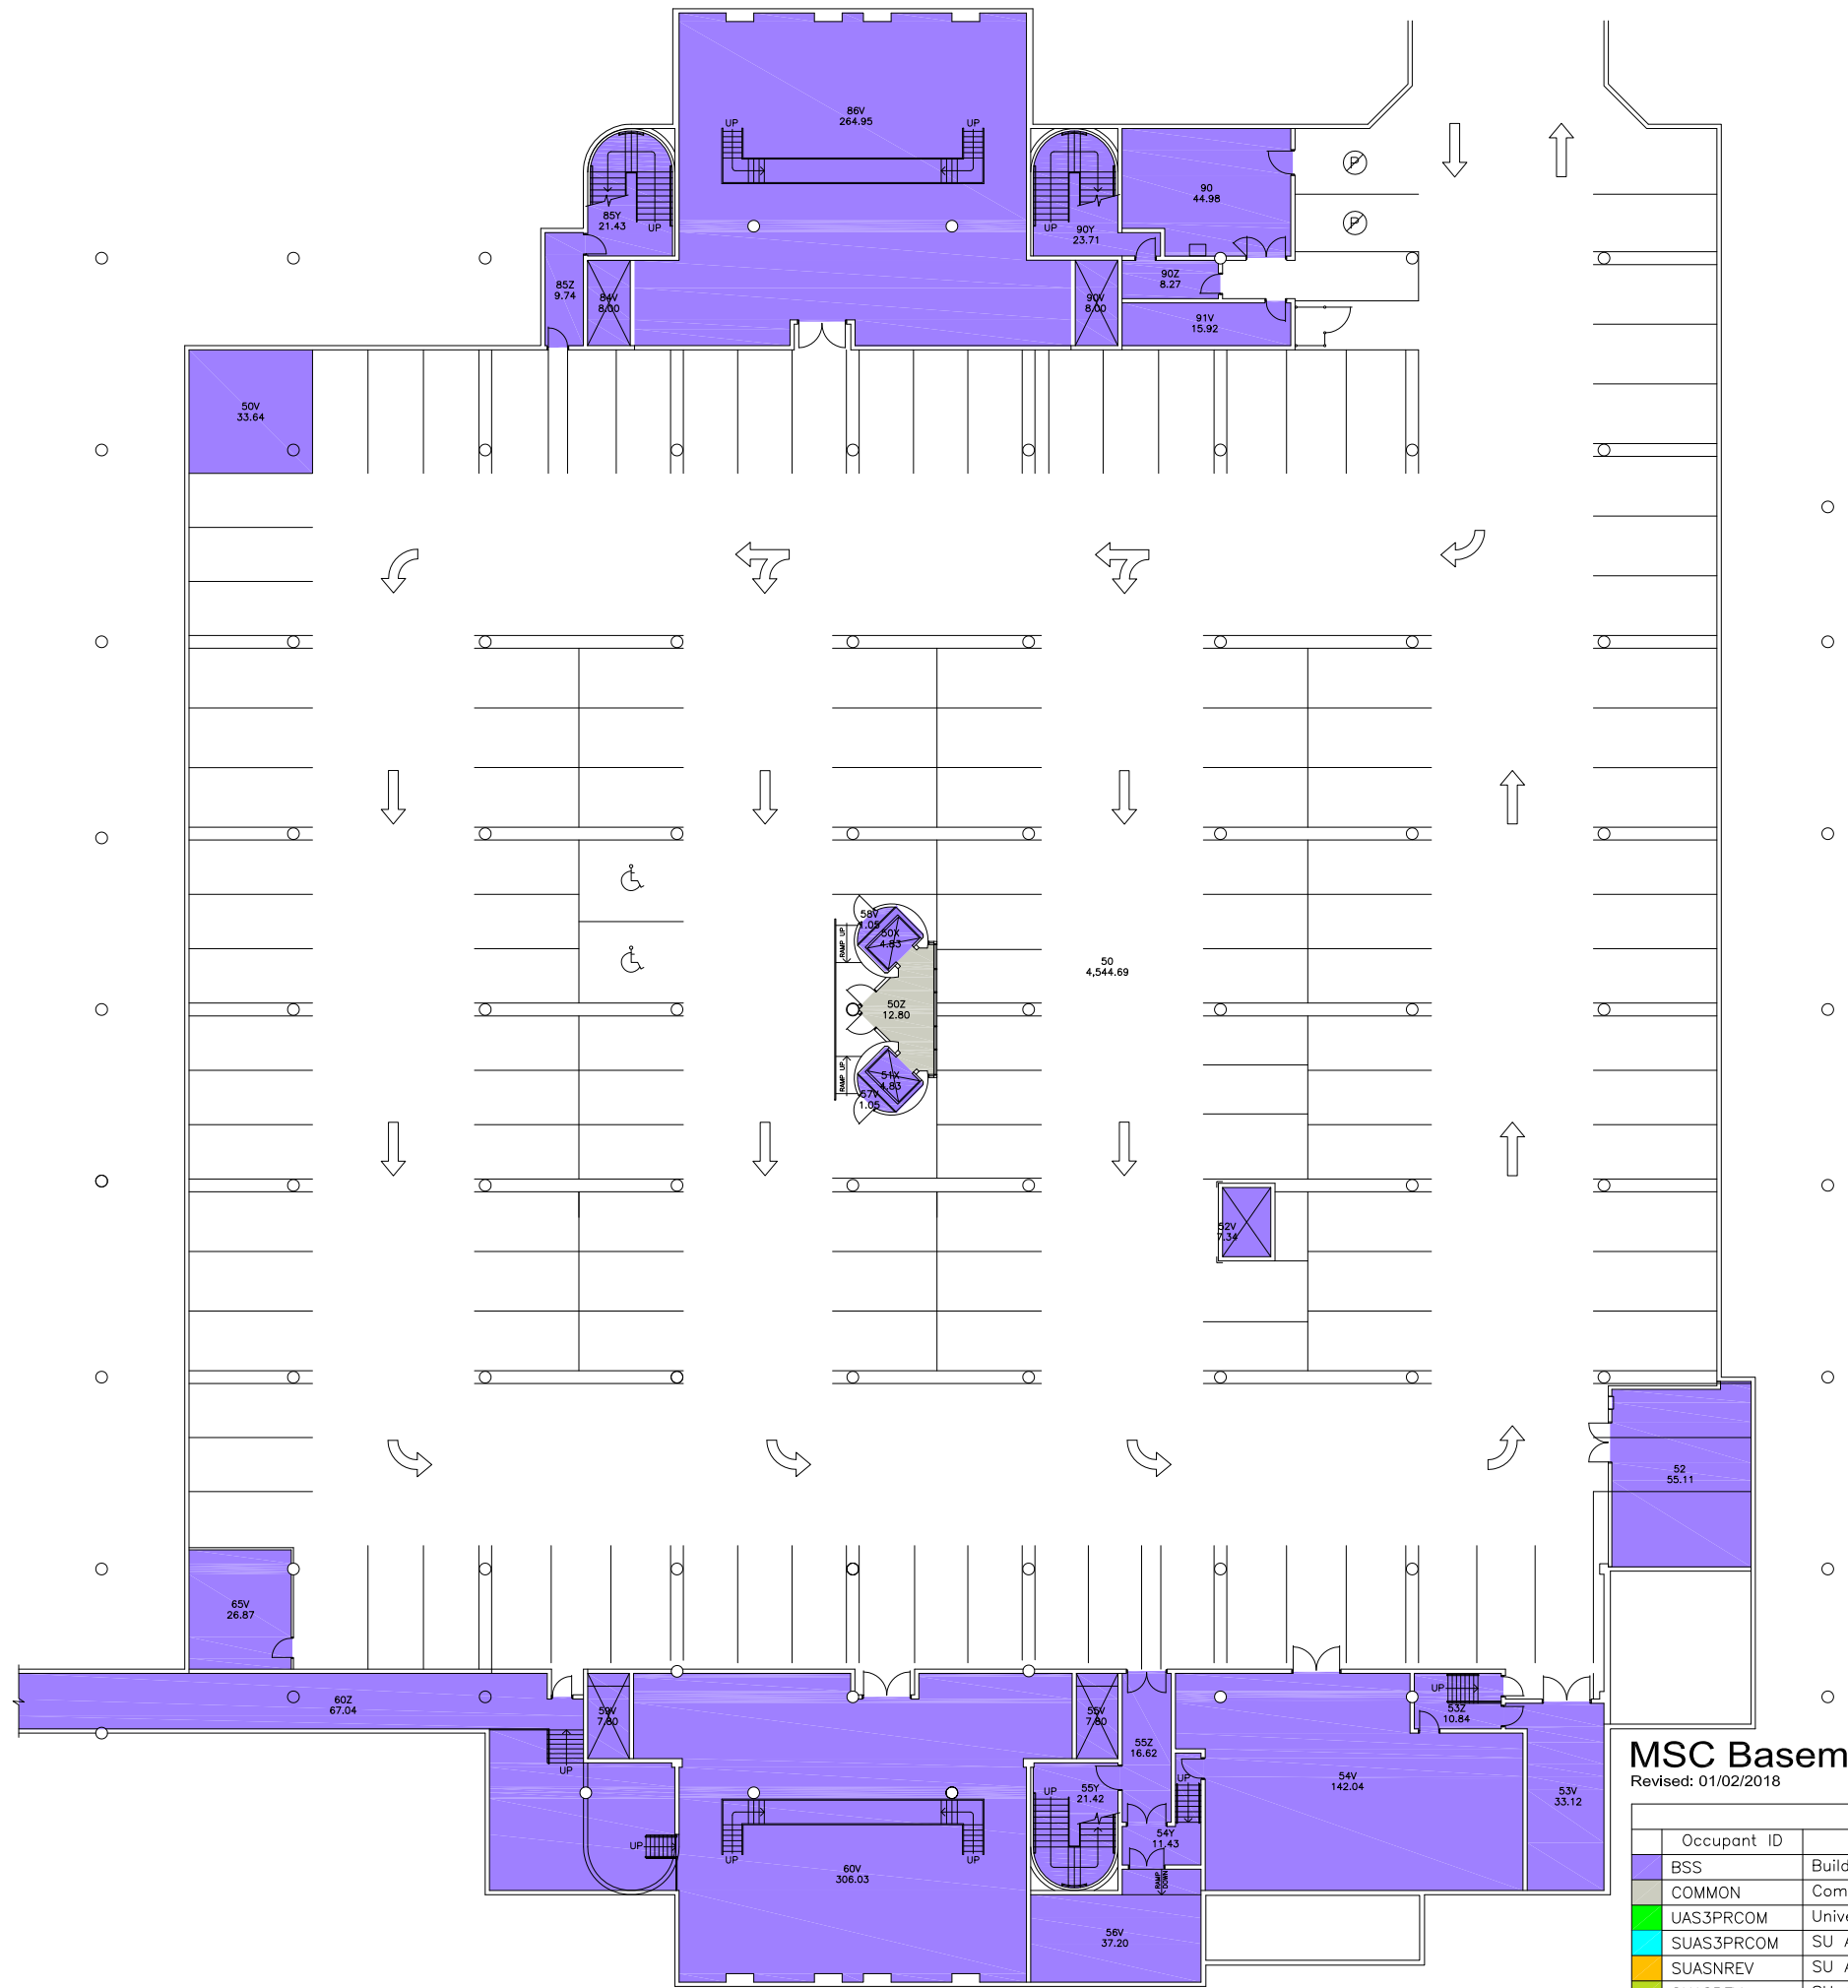 86V
264.95
UP
UP
85Y
21.43
UP
90
44.98
UP
90Y
23.71
85Z
9.74
84V
8.00
90V
8.00
90Z
8.27
91V
15.92
P
P
50V
33.64
58V
1.05
50X
4.83
RAMP UP
50
4,544.69
50Z
12.80
51X
4.83
RAMP UP
57V
1.05
52V
7.34
52
55.11
65V
26.87
60Z
67.04
59V
7.80
55V
7.80
UP
53Z
10.84
55Z
16.62
UP
UP
55Y
21.42
UP
54V
142.04
53V
33.12
UP
54Y
11.43
UP
UP
RAMP
DOWN
60V
306.03
56V
37.20
MSC Basem
Revised: 01/02/2018
Occupant ID
BSS Build
COMMON Com
UAS3PRCOM Unive
SUAS3PRCOM SU A
SUASNREV SU A